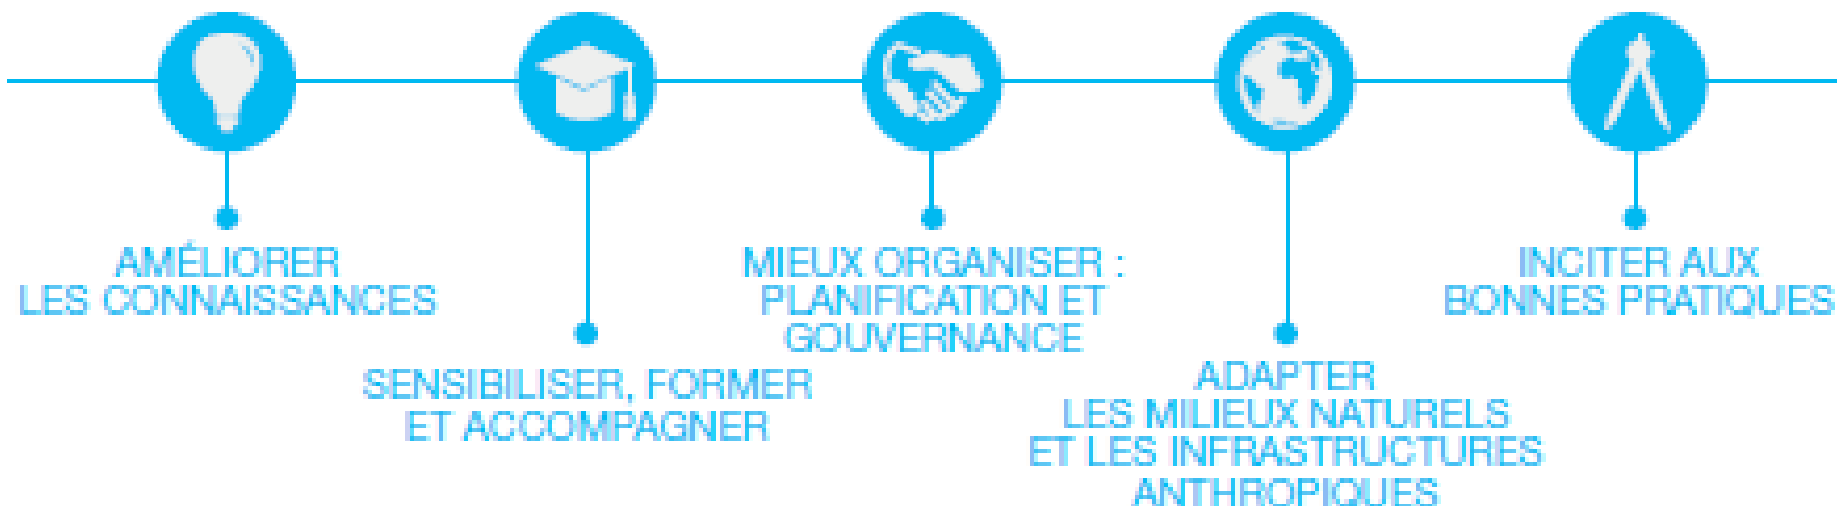 AMÉLIORER
LES CONNAISSANCES
SENSIBILISER, FORMER
ET ACCOMPAGNER
MIEUX ORGANISER :
PLANIFICATION ET
GOUVERNANCE
ADAPTER
LES MILIEUX NATURELS
ET LES INFRASTRUCTURES
ANTHROPIQUES
INCITER AUX
BONNES PRATIQUES